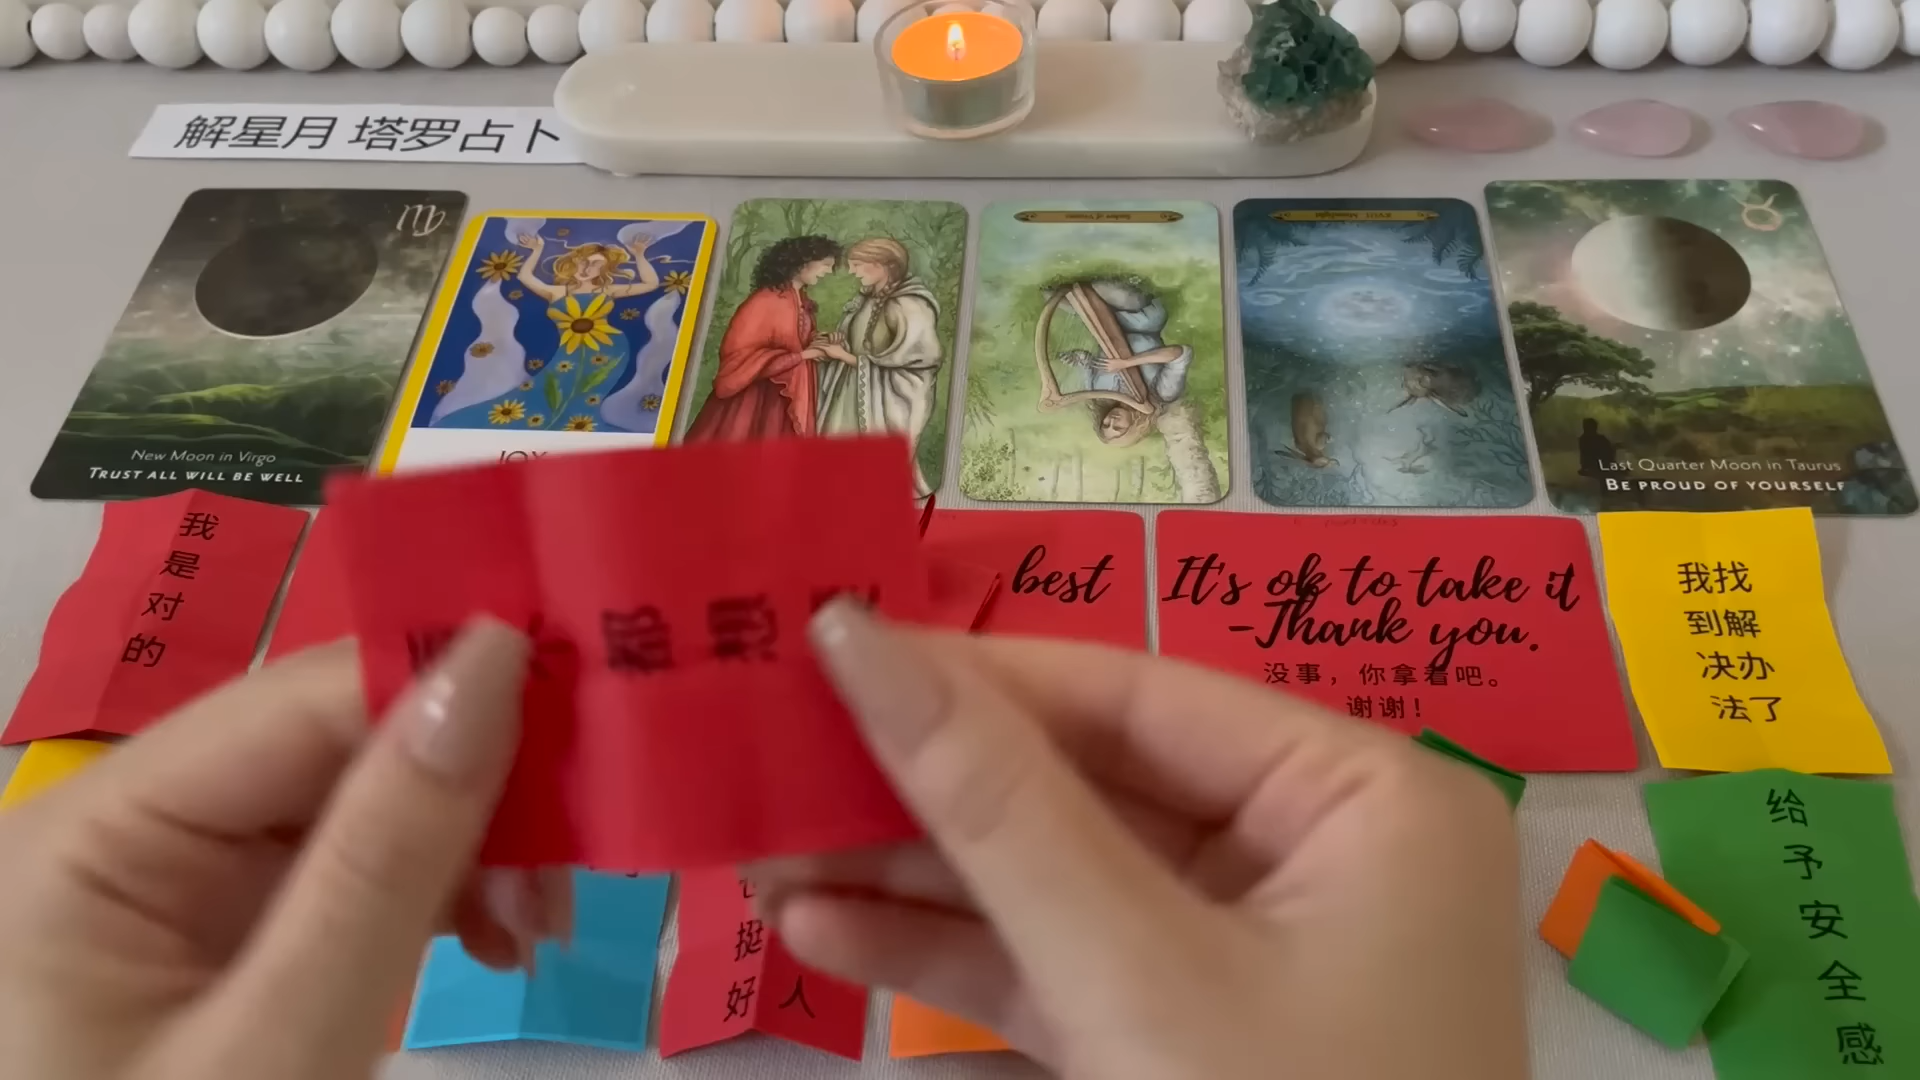 解星月 塔罗占卜
New Moon in Virgo
TRUST ALL WILL BE WELL
JOY
Last Quarter Moon in Taurus
BE PROUD OF YOURSELF
我
是
对
的
best
It's ok to take it
-Thank you.
没事，你拿着吧。
谢谢！
我找
到解
决办
法了
都 想
挺
好 人
给
予
安
全
感